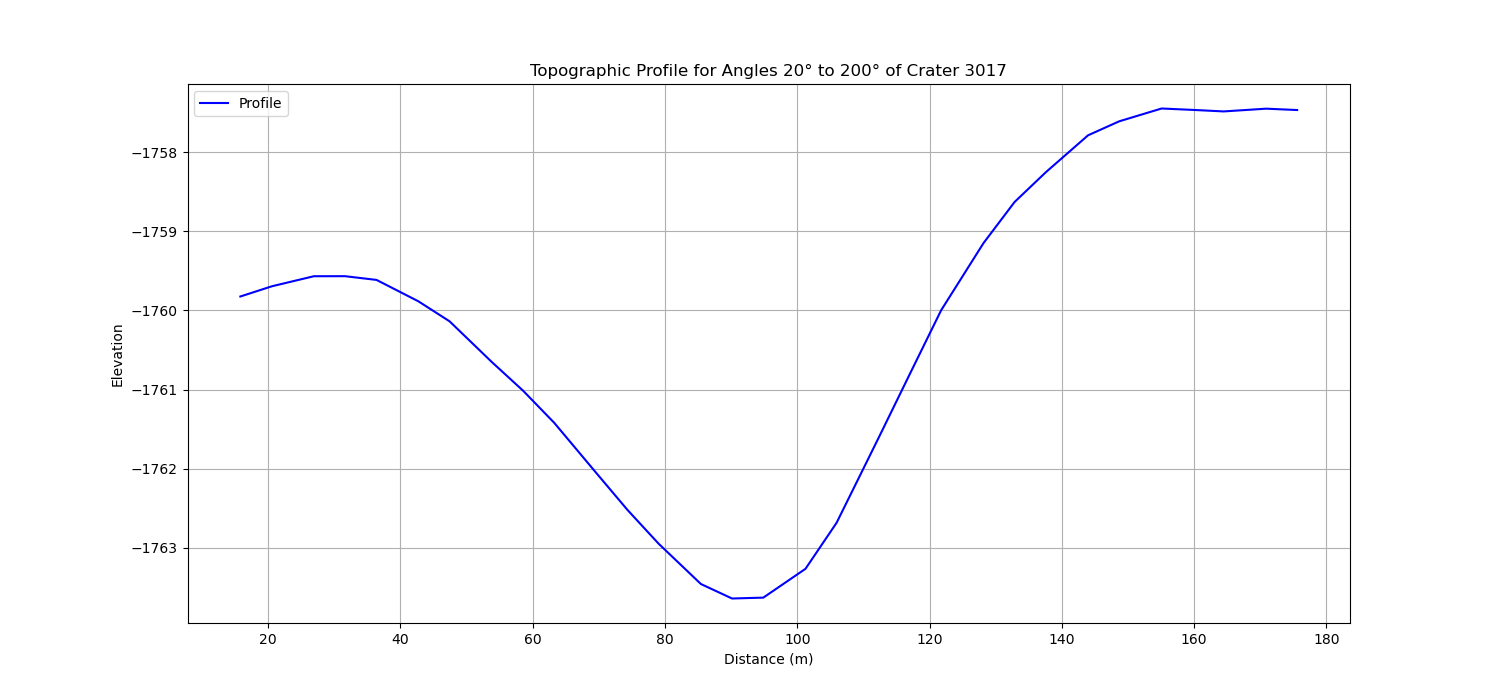 Topographic Profile for Angles 20° to 200° of Crater 3017
Profile
−1758
−1759
−1760
−1761
−1762
−1763
Elevation
20 40 60 80 100 120 140 160 180
Distance (m)